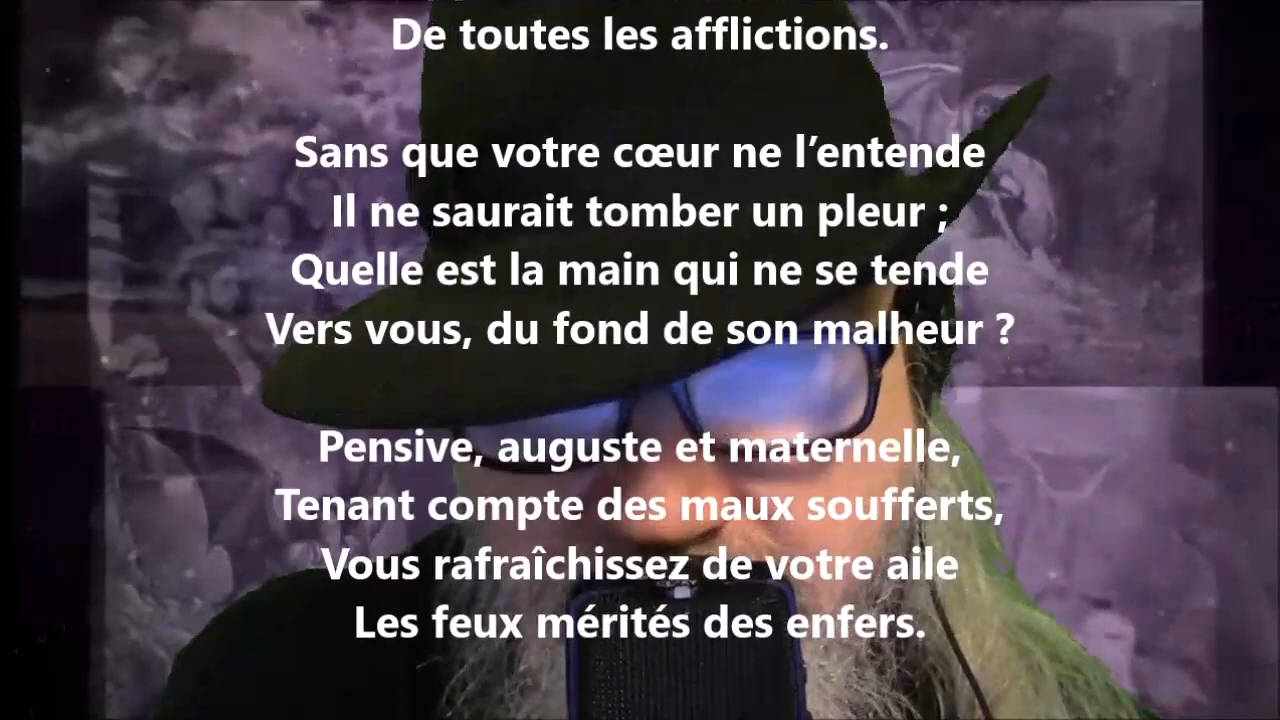 De toutes les afflictions.
Sans que votre cœur ne l’entende
Il ne saurait tomber un pleur ;
Quelle est la main qui ne se tende
Vers vous, du fond de son malheur ?
Pensive, auguste et maternelle,
Tenant compte des maux soufferts,
Vous rafraîchissez de votre aile
Les feux mérités des enfers.